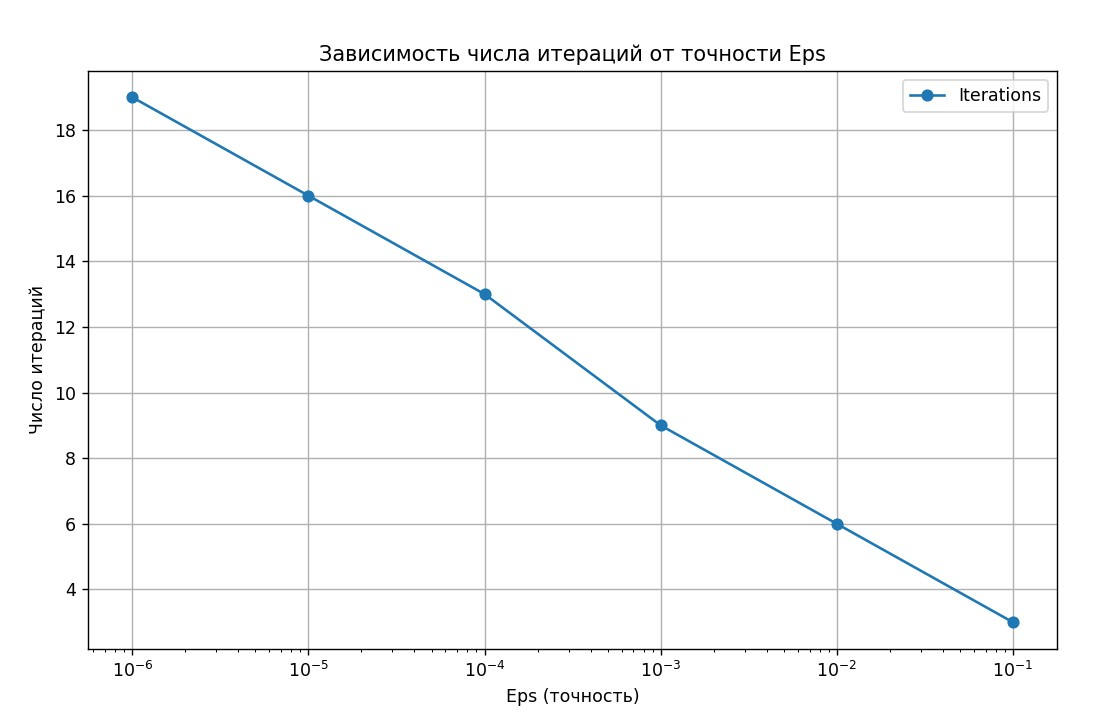 Зависимость числа итераций от точности Eps
Iterations
Число итераций
18
16
14
12
10
8
6
4
10⁻⁶ 10⁻⁵ 10⁻⁴ 10⁻³ 10⁻² 10⁻¹
Eps (точность)